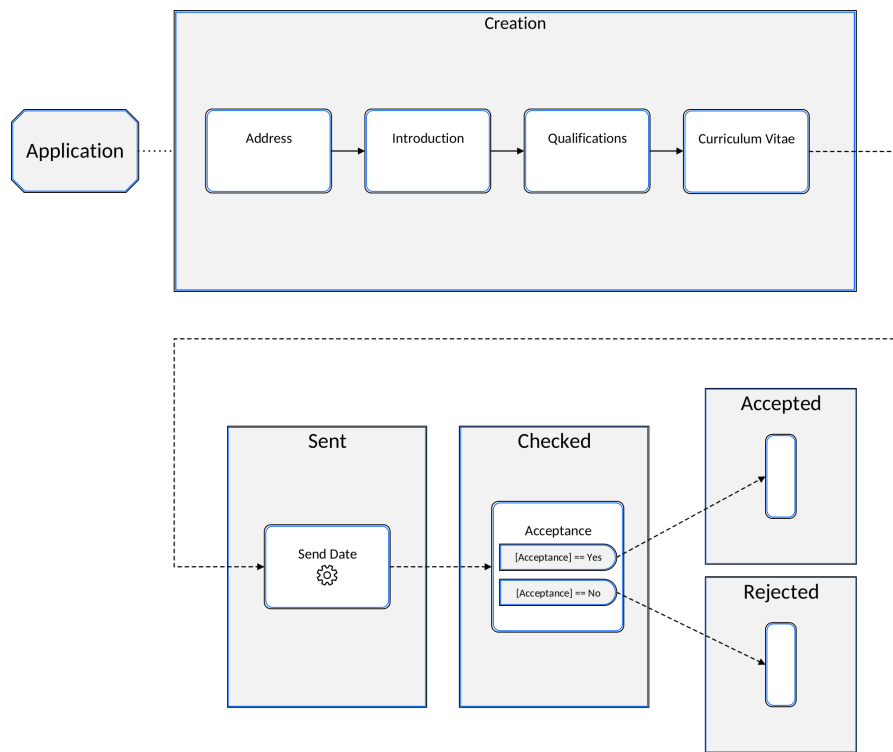 Creation
Application
Address
Introduction
Qualifications
Curriculum Vitae
Sent
Send Date
Checked
Acceptance
[Acceptance] == Yes
[Acceptance] == No
Accepted
Rejected